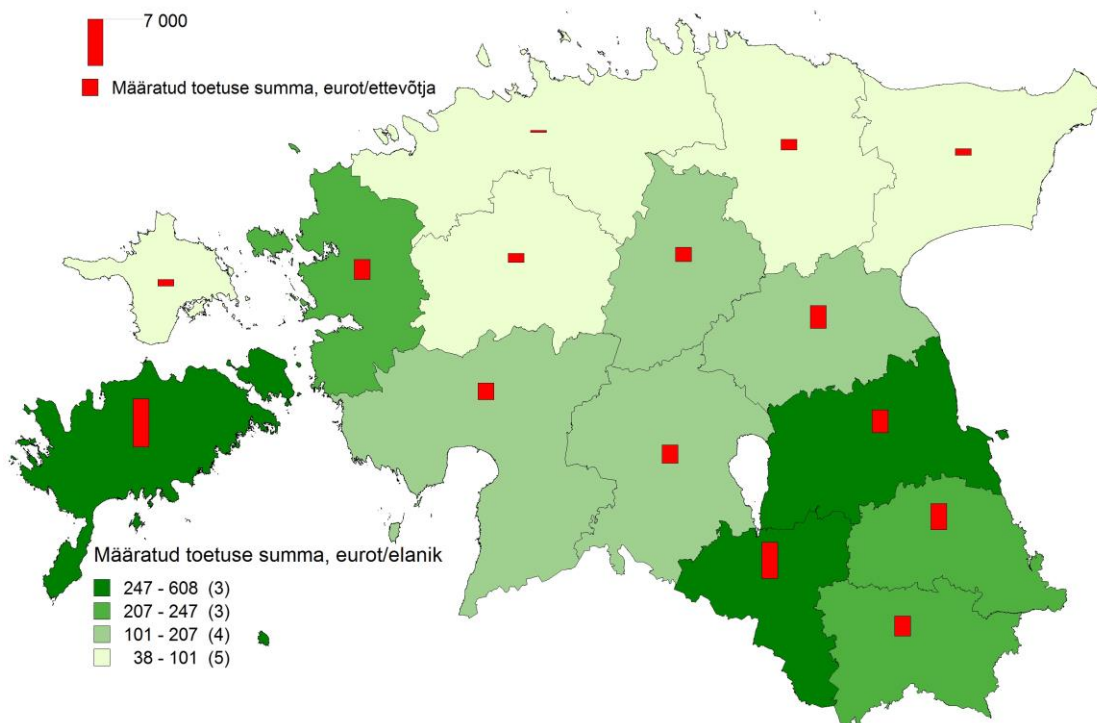 7 000
Määratud toetuse summa, eurot/ettevõtja
Määratud toetuse summa, eurot/elanik
247 - 608 (3)
207 - 247 (3)
101 - 207 (4)
38 - 101 (5)